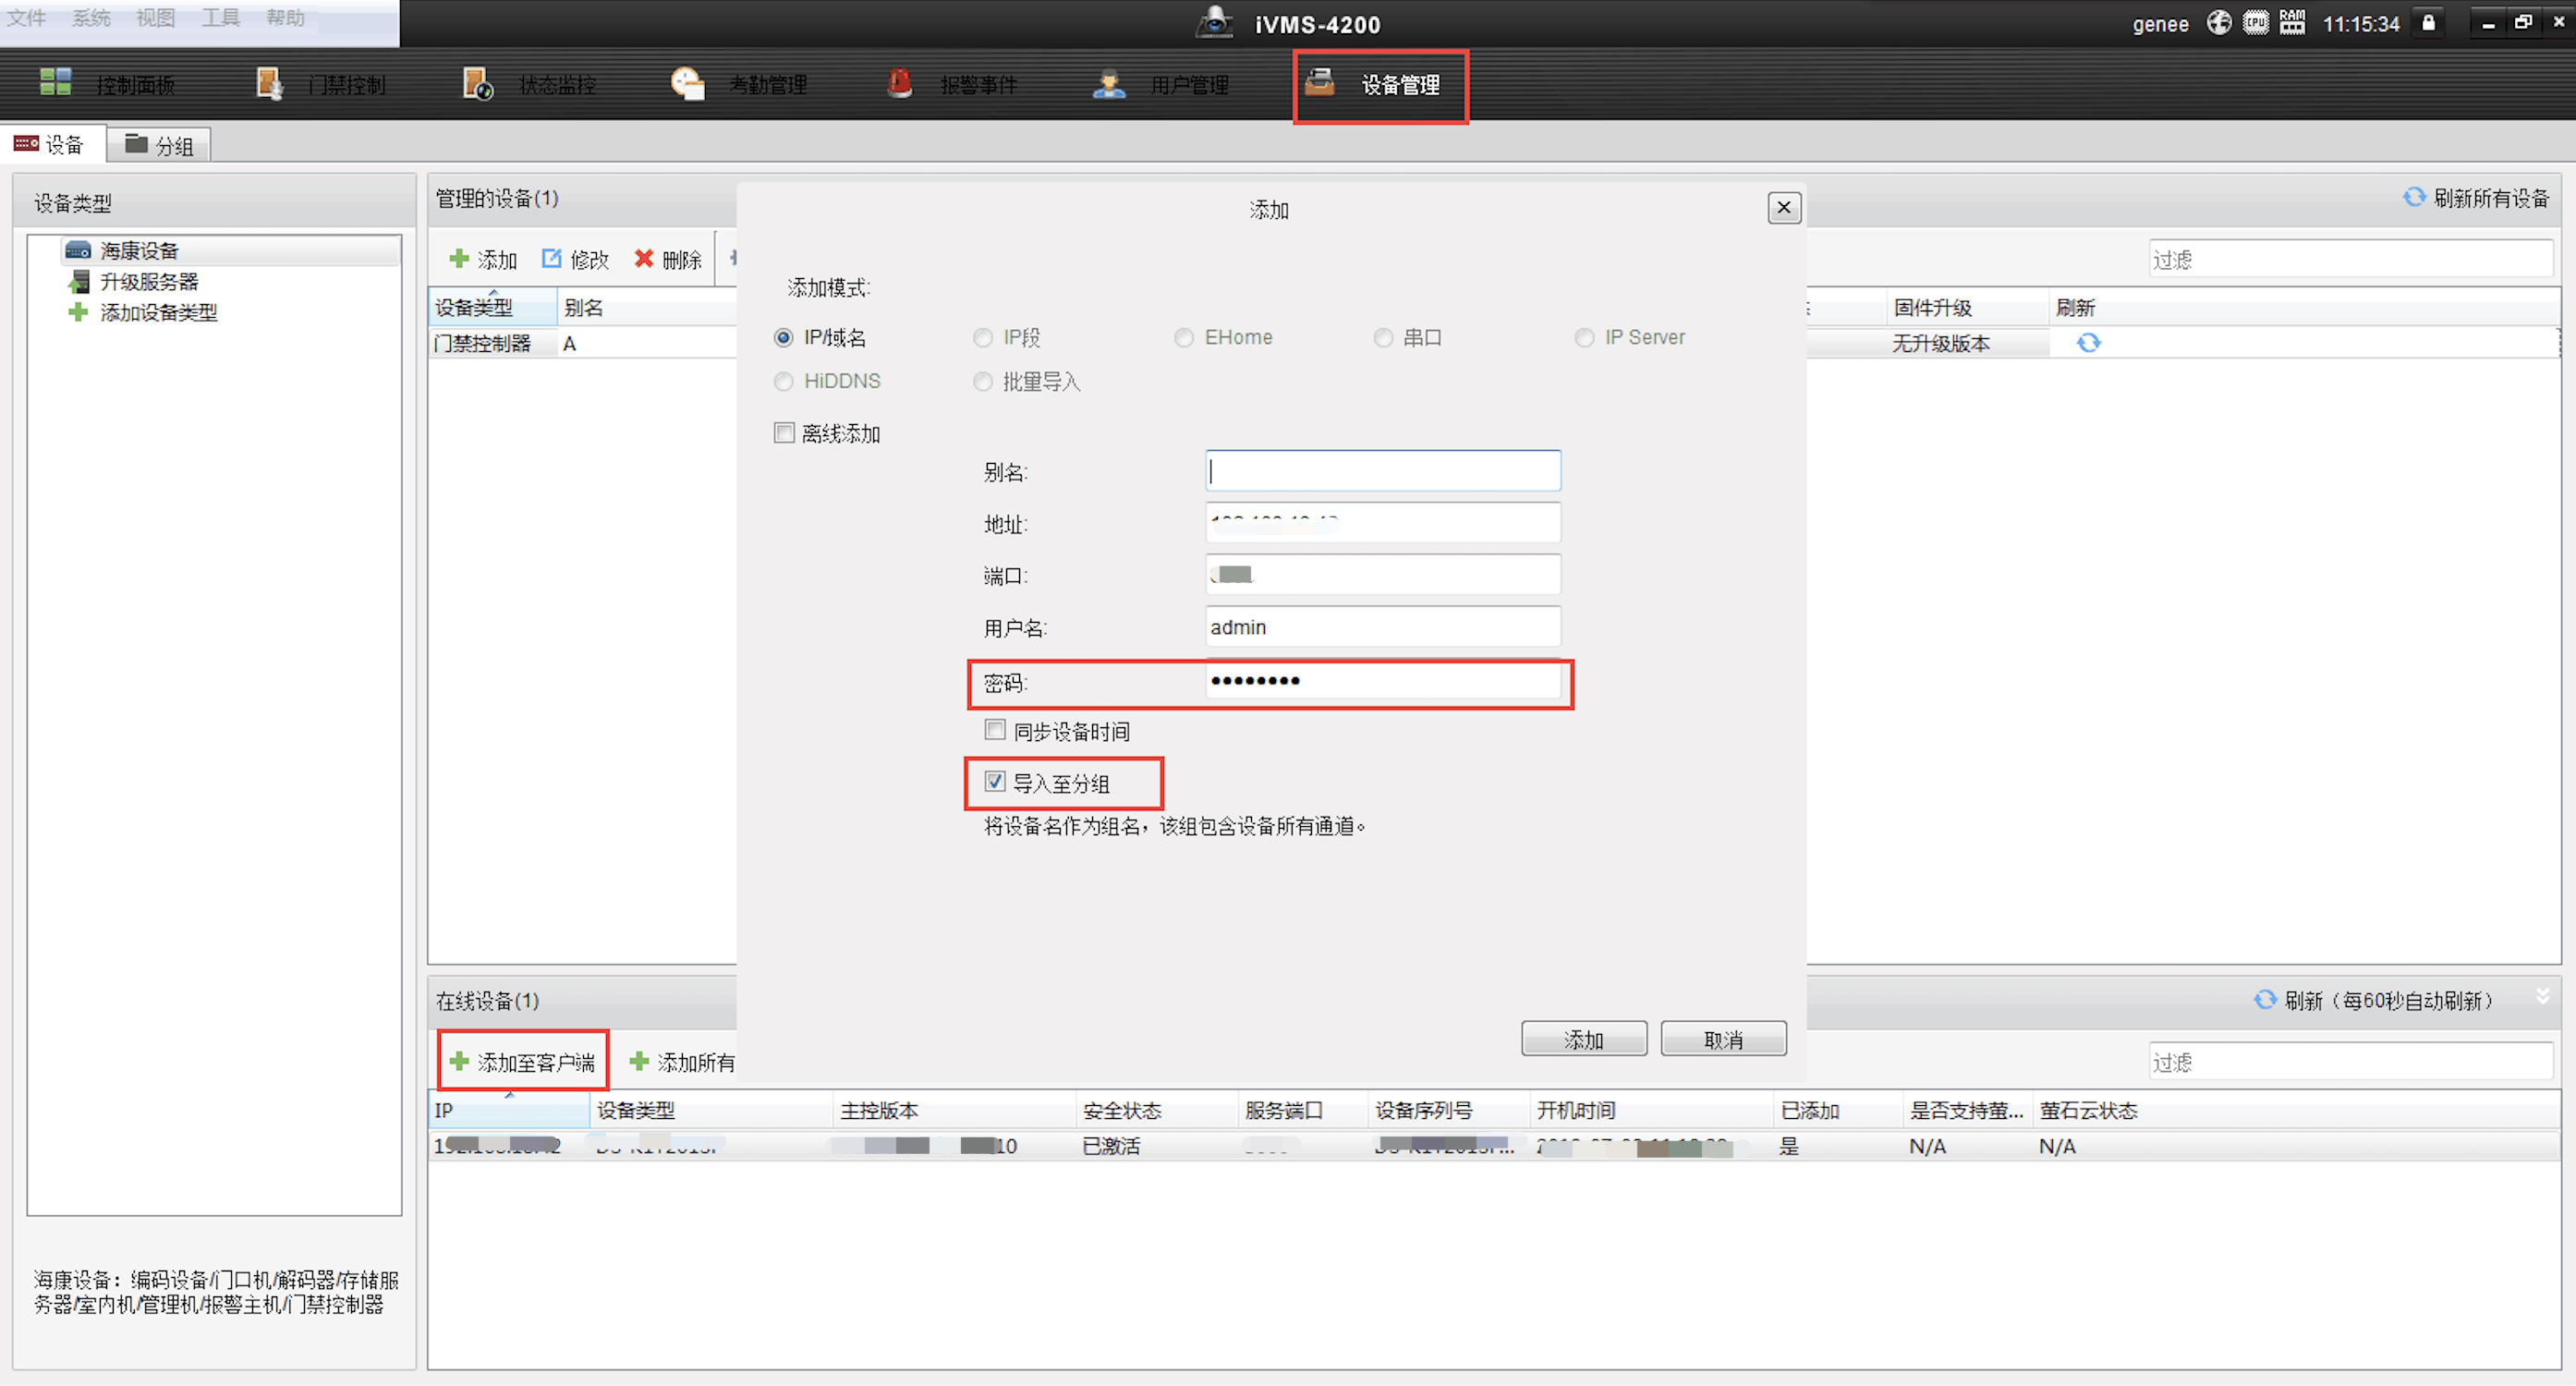 文件 系统 视图 工具 帮助
iVMS-4200
genee CPU RAM 11:15:34
控制面板 门禁控制 状态监控 考勤管理 报警事件 用户管理 设备管理
设备 分组
设备类型
海康设备
升级服务器
添加设备类型
海康设备：编码设备/门口机/解码器/存储服
务器/室内机/管理机/报警主机/门禁控制器
管理的设备(1) 刷新所有设备
添加 修改 删除 过滤
设备类型 别名 固件升级 刷新
门禁控制器 A 无升级版本
添加
添加模式:
IP/域名 IP段 EHome 串口 IP Server
HiDDNS 批量导入
离线添加
别名:
地址:
端口:
用户名: admin
密码: ••••••••
同步设备时间
导入至分组
将设备名作为组名，该组包含设备所有通道。
添加 取消
在线设备(1) 刷新（每60秒自动刷新）
添加至客户端 添加所有 过滤
IP 设备类型 主控版本 安全状态 服务端口 设备序列号 开机时间 已添加 是否支持萤... 萤石云状态
已激活 是 N/A N/A